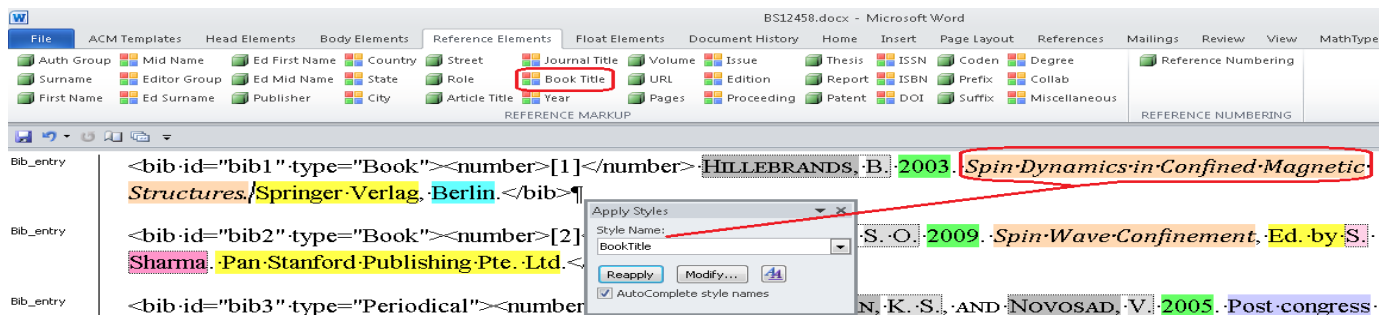 BS12458.docx - Microsoft Word
File ACM Templates Head Elements Body Elements Reference Elements Float Elements Document History Home Insert Page Layout References Mailings Review View MathType
Auth Group Mid Name Ed First Name Country Street Journal Title Volume Issue Thesis ISSN Coden Degree Reference Numbering
Surname Editor Group Ed Mid Name State Role Book Title URL Edition Report ISBN Prefix Collab
First Name Ed Surname Publisher City Article Title Year Pages Proceeding Patent DOI Suffix Miscellaneous
REFERENCE MARKUP REFERENCE NUMBERING
Bib_entry <bib·id="bib1"·type="Book"><number>[1]</number>·HILLEBRANDS,·B.·2003.·Spin·Dynamics·in·Confined·Magnetic·
Structures./Springer·Verlag,·Berlin.</bib>¶
Apply Styles
Style Name:
BookTitle
Reapply Modify...
AutoComplete style names
Bib_entry <bib·id="bib2"·type="Book"><number>[2] ·S.·O.·2009.·Spin·Wave·Confinement,·Ed.·by·S.·
Sharma.·Pan·Stanford·Publishing·Pte.·Ltd.<
Bib_entry <bib·id="bib3"·type="Periodical"><number N,·K.·S.,·AND·NOVOSAD,·V.·2005.·Post·congress·